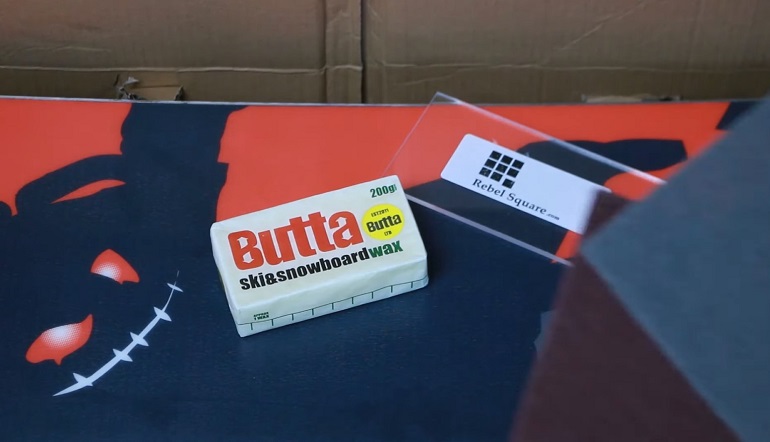 200g
Butta
EST2011
Butta
LTD
ski&snowboardwax
Rebel Square.com